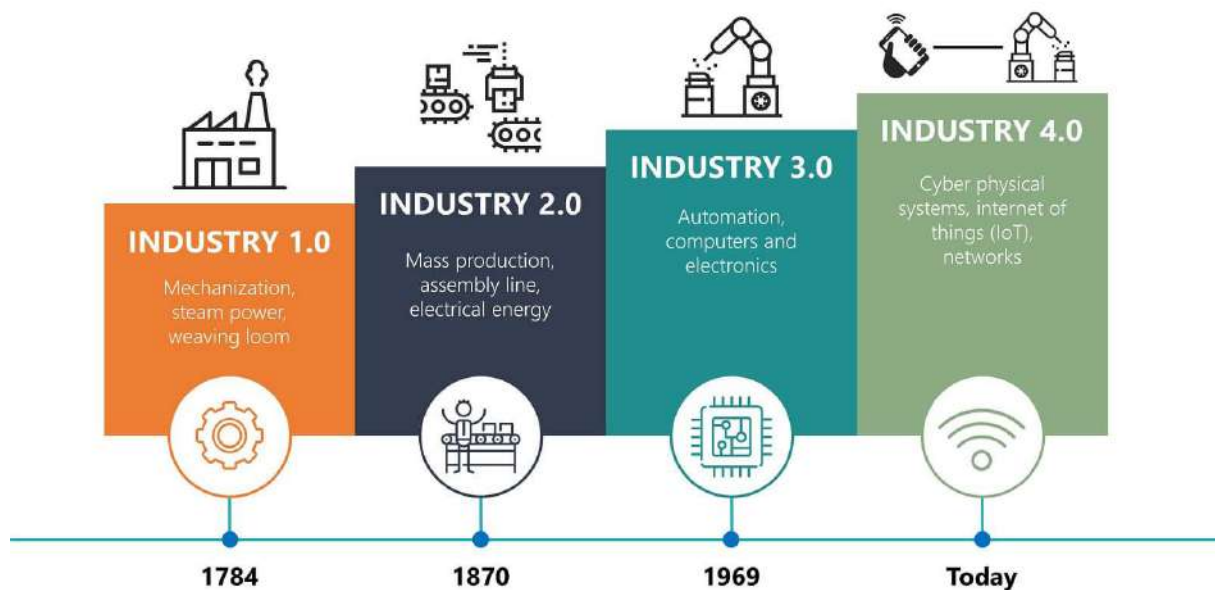 INDUSTRY 1.0
Mechanization,
steam power,
weaving loom
INDUSTRY 2.0
Mass production,
assembly line,
electrical energy
INDUSTRY 3.0
Automation,
computers and
electronics
INDUSTRY 4.0
Cyber physical
systems, internet of
things (IoT),
networks
1784
1870
1969
Today